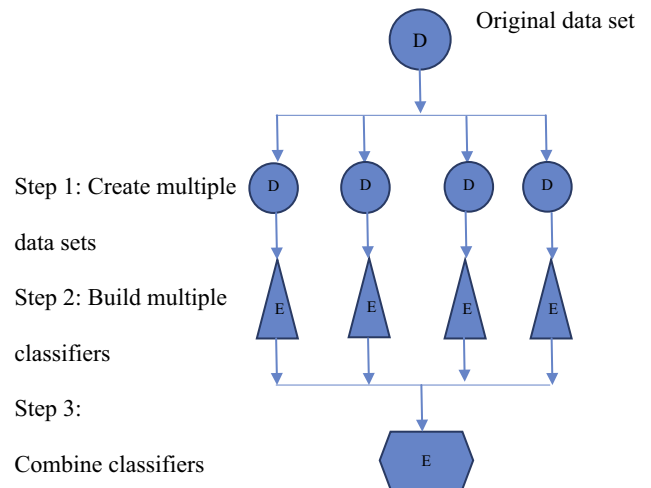 D
Original data set
D D D D
Step 1: Create multiple
data sets
Step 2: Build multiple
E E E E
classifiers
Step 3:
Combine classifiers
E